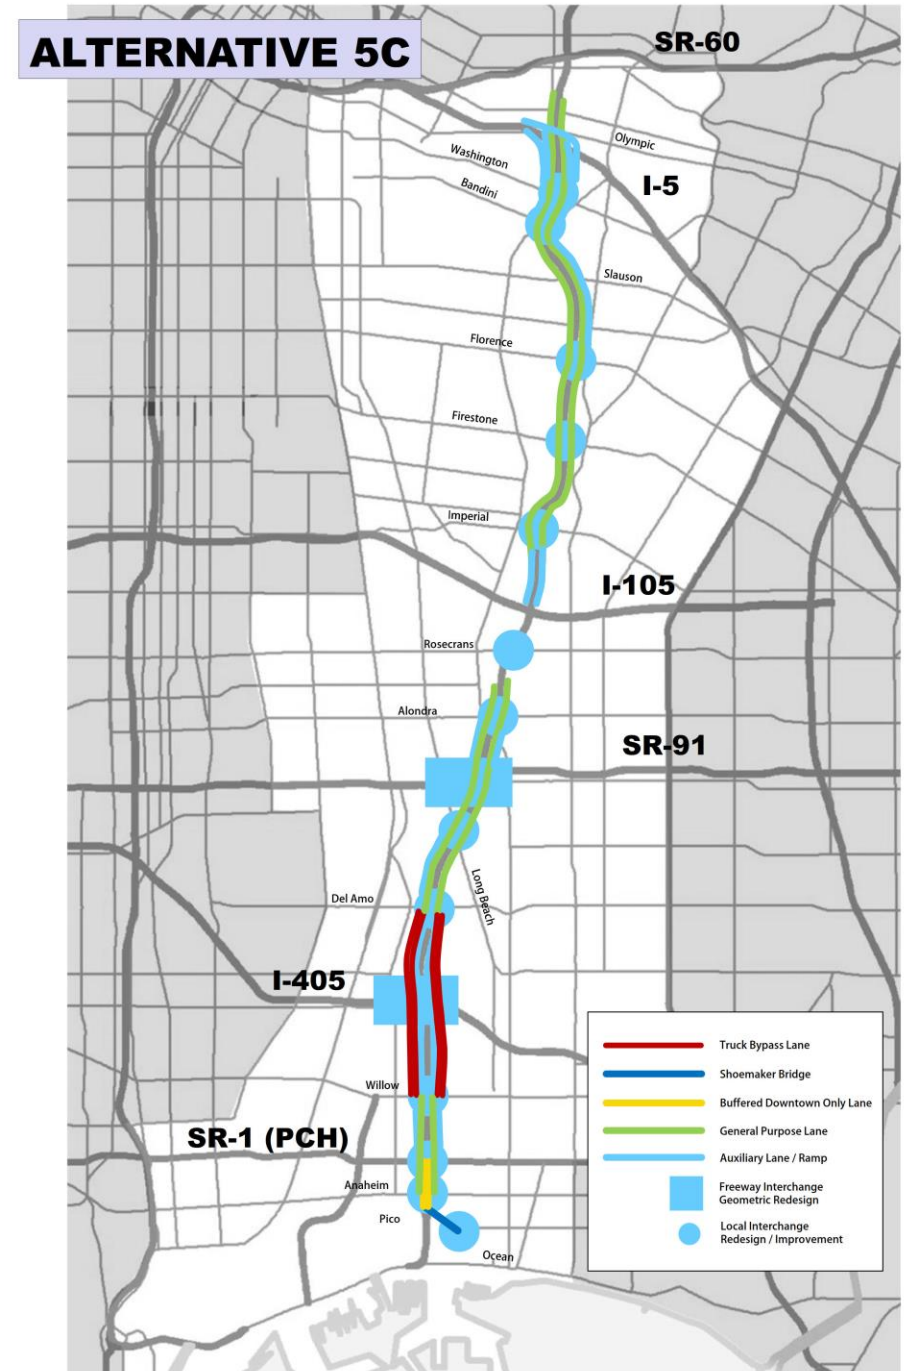 ALTERNATIVE 5C
SR-60
Olympic
Washington
I-5
Bandini
Slauson
Florence
Firestone
Imperial
I-105
Rosecrans
Alondra
SR-91
Del Amo
Long Beach
I-405
Willow
SR-1 (PCH)
Anaheim
Pico
Ocean
Truck Bypass Lane
Shoemaker Bridge
Buffered Downtown Only Lane
General Purpose Lane
Auxiliary Lane / Ramp
Freeway Interchange
Geometric Redesign
Local Interchange
Redesign / Improvement